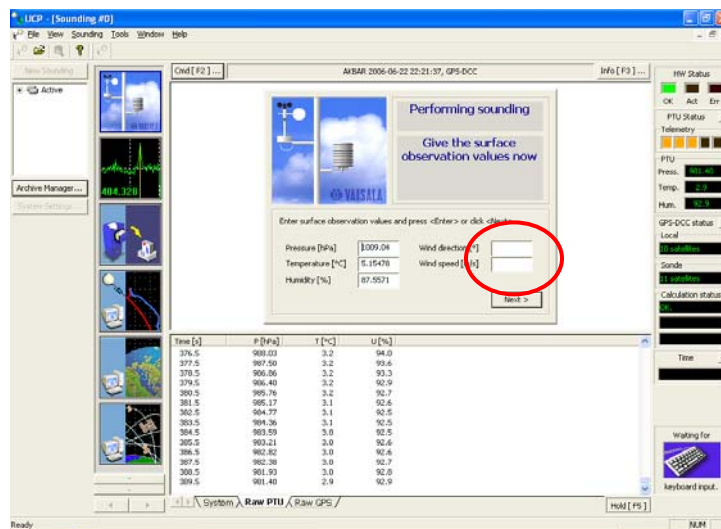 UCP - [Sounding #0]
File View Sounding Tools Window Help
New Sounding
Cmd [ F2 ] ...
AKBAR 2006-06-22 22:21:37, GPS-DCC
Info [ F3 ] ...
HW Status
OK Act Err
Active
Archive Manager...
System Settings...
404.320
VAISALA
Performing sounding
Give the surface
observation values now
Enter surface observation values and press <Enter> or click <Next>
Pressure [hPa] 1009.04 Wind direction [°]
Temperature [°C] 5.15478 Wind speed [m/s]
Humidity [%] 87.5571
Next >
PTU Status
Telemetry
PTU
Press. 901.40
Temp. 2.9
Hum. 92.9
GPS-DCC status
Local
10 satellites
Sonde
11 satellites
Calculation status
OK.
Time
Waiting for
keyboard input.
Time [s] P [hPa] T [°C] U [%]
376.5 988.03 3.2 94.0
377.5 987.50 3.2 93.6
378.5 986.86 3.2 93.3
379.5 986.40 3.2 92.9
380.5 985.76 3.2 92.7
381.5 985.17 3.1 92.6
382.5 984.77 3.1 92.5
383.5 984.36 3.1 92.5
384.5 983.59 3.0 92.5
385.5 983.21 3.0 92.6
386.5 982.82 3.0 92.6
387.5 982.38 3.0 92.7
388.5 981.93 3.0 92.8
389.5 981.40 2.9 92.9
System Raw PTU Raw GPS
Hold [ F5 ]
Ready
NUM